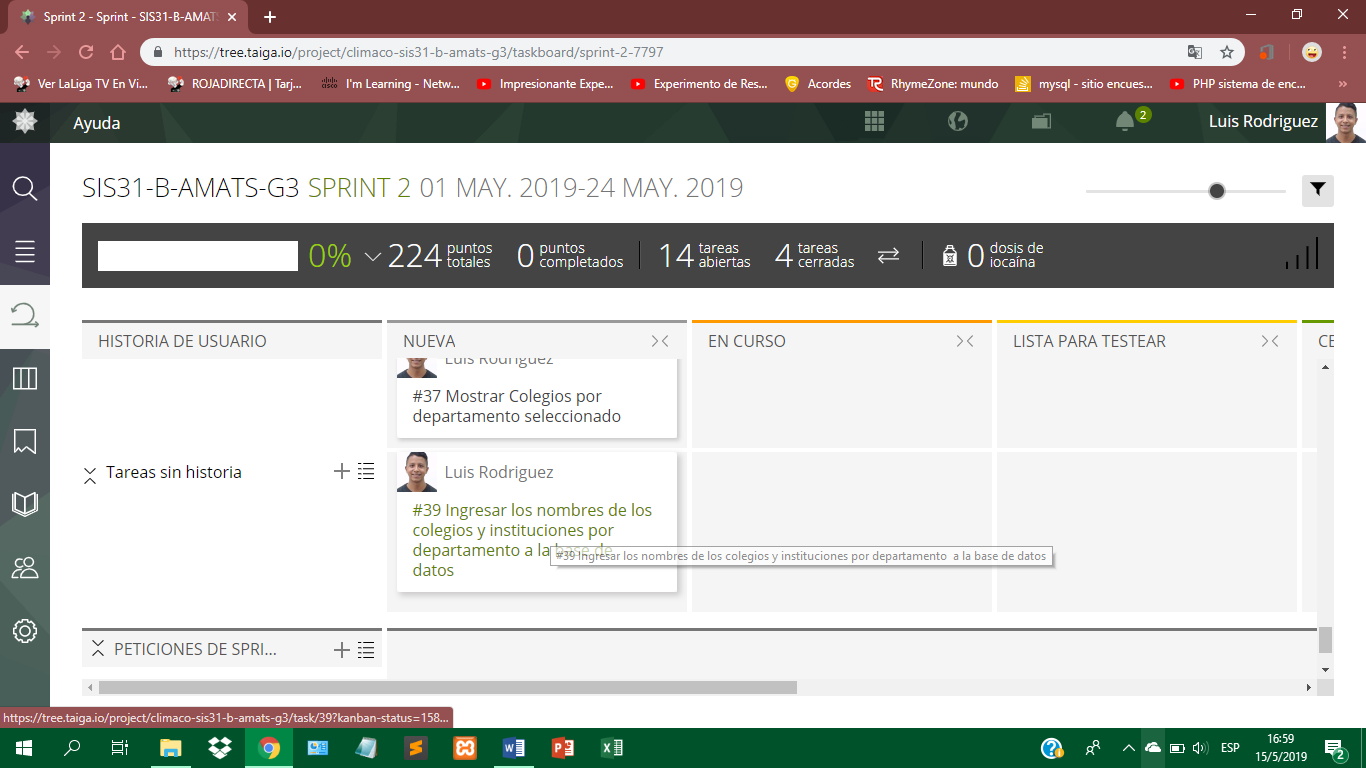 Sprint 2 - Sprint - SIS31-B-AMATS
https://tree.taiga.io/project/climaco-sis31-b-amats-g3/taskboard/sprint-2-7797
Ver LaLiga TV En Vi... ROJADIRECTA | Tarj... I'm Learning - Netw... Impresionante Expe... Experimento de Res... Acordes RhymeZone: mundo mysql - sitio encues... PHP sistema de enc... »
Ayuda
2
Luis Rodriguez
SIS31-B-AMATS-G3 SPRINT 2 01 MAY. 2019-24 MAY. 2019
0% 224 puntos totales 0 puntos completados 14 tareas abiertas 4 tareas cerradas 0 dosis de iocaína
HISTORIA DE USUARIO NUEVA EN CURSO LISTA PARA TESTEAR CE
Luis Rodriguez
#37 Mostrar Colegios por
departamento seleccionado
Tareas sin historia
Luis Rodriguez
#39 Ingresar los nombres de los
colegios y instituciones por
departamento a la base de
datos
#39 Ingresar los nombres de los colegios y instituciones por departamento a la base de datos
PETICIONES DE SPRI...
https://tree.taiga.io/project/climaco-sis31-b-amats-g3/task/39?kanban-status=158...
ESP
16:59
15/5/2019
2